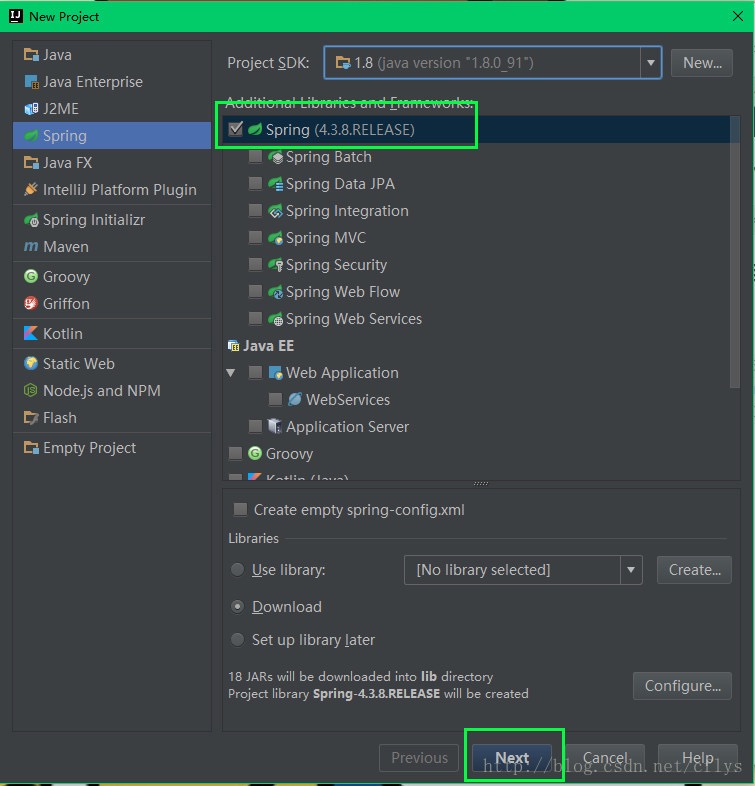 New Project
Java
Java Enterprise
J2ME
Spring
Java FX
IntelliJ Platform Plugin
Spring Initializr
Maven
Groovy
Griffon
Kotlin
Static Web
Node.js and NPM
Flash
Empty Project
Project SDK: 1.8 (java version "1.8.0_91") New...
Additional Libraries and Frameworks:
Spring (4.3.8.RELEASE)
Spring Batch
Spring Data JPA
Spring Integration
Spring MVC
Spring Security
Spring Web Flow
Spring Web Services
Java EE
Web Application
WebServices
Application Server
Groovy
Kotlin (Java)
Create empty spring-config.xml
Libraries
Use library: [No library selected] Create...
Download
Set up library later
18 JARs will be downloaded into lib directory
Project library Spring-4.3.8.RELEASE will be created
Configure...
Previous Next Cancel Help
http://blog.csdn.net/cflys